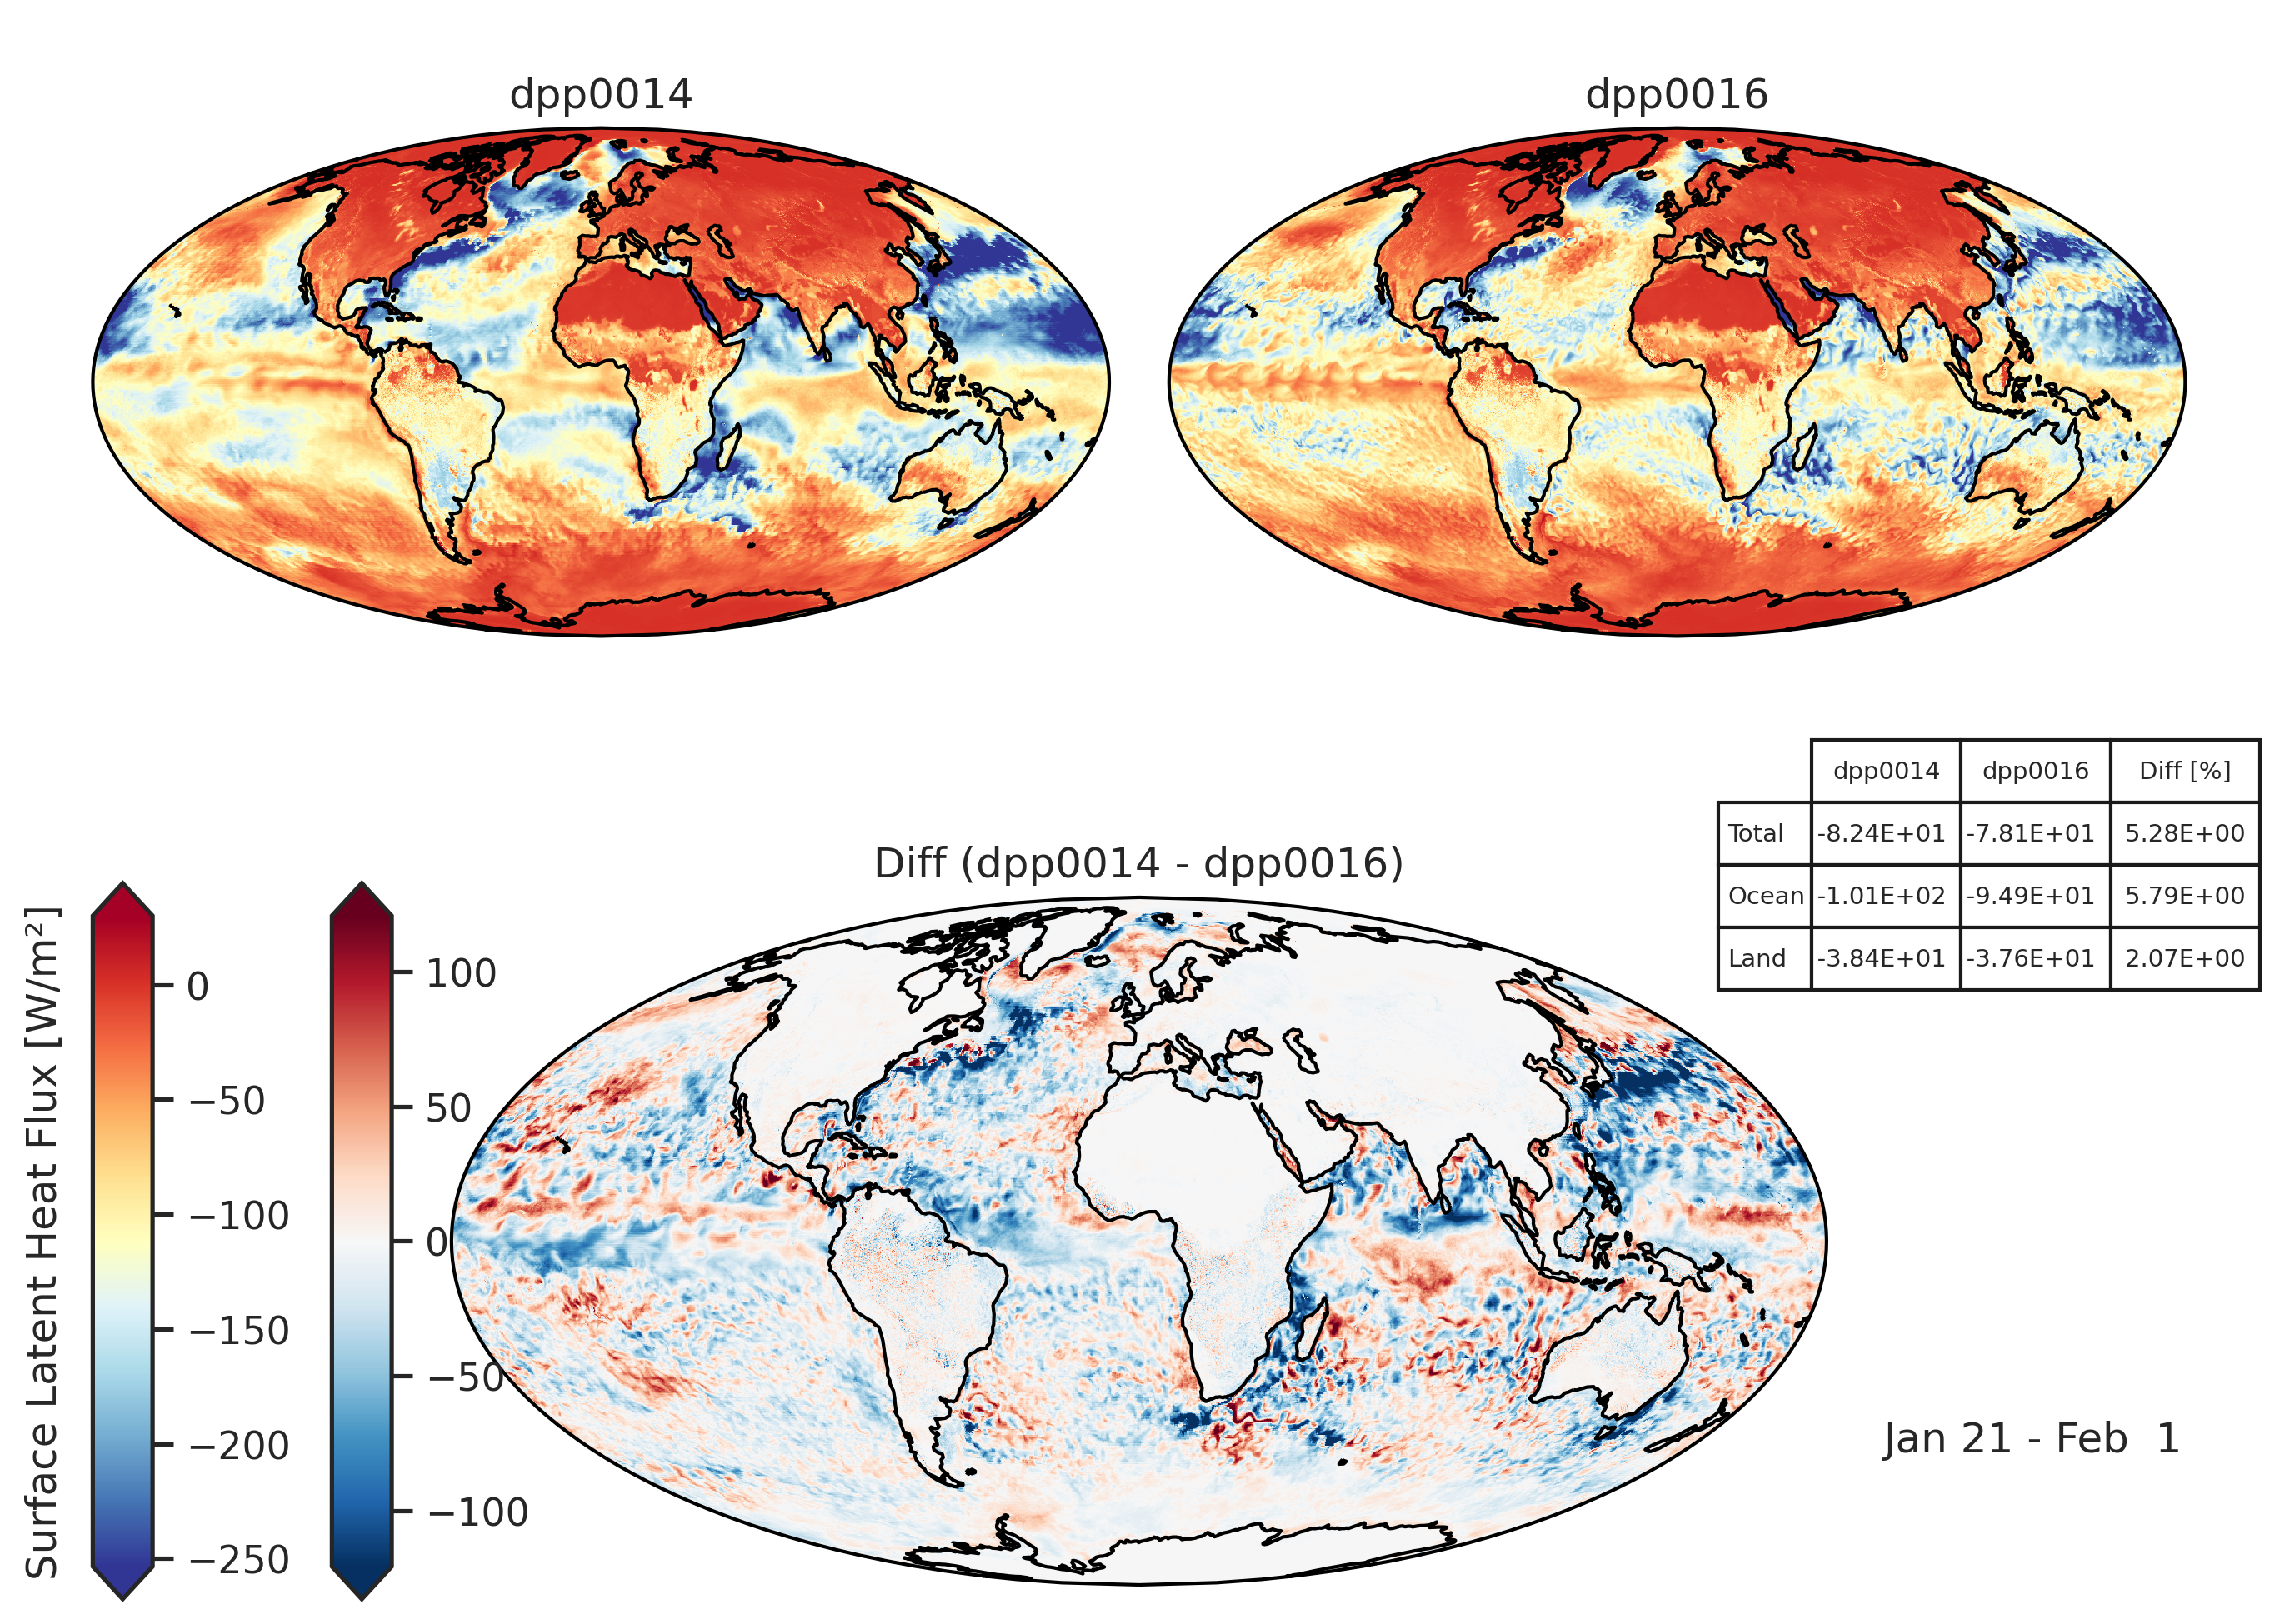 dpp0014
dpp0016
dpp0014 dpp0016 Diff [%]
Total -8.24E+01 -7.81E+01 5.28E+00
Ocean -1.01E+02 -9.49E+01 5.79E+00
Land -3.84E+01 -3.76E+01 2.07E+00
Diff (dpp0014 - dpp0016)
Surface Latent Heat Flux [W/m²]
0
−50
−100
−150
−200
−250
100
50
0
−50
−100
Jan 21 - Feb  1